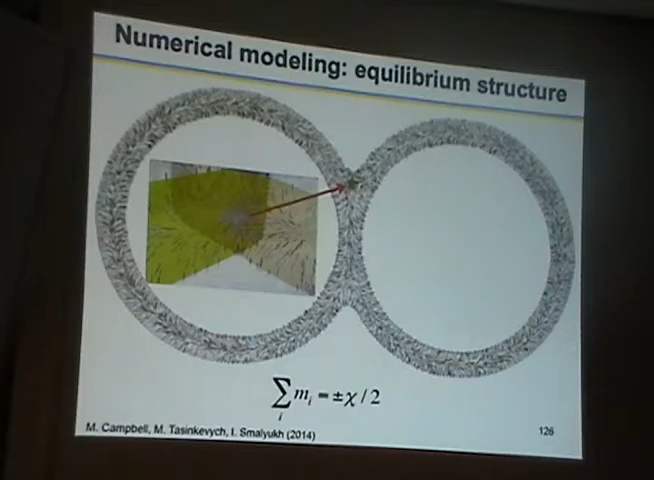 Numerical modeling: equilibrium structure
∑ mᵢ = ±χ / 2
i
M. Campbell, M. Tasinkevych, I. Smalyukh (2014)
126